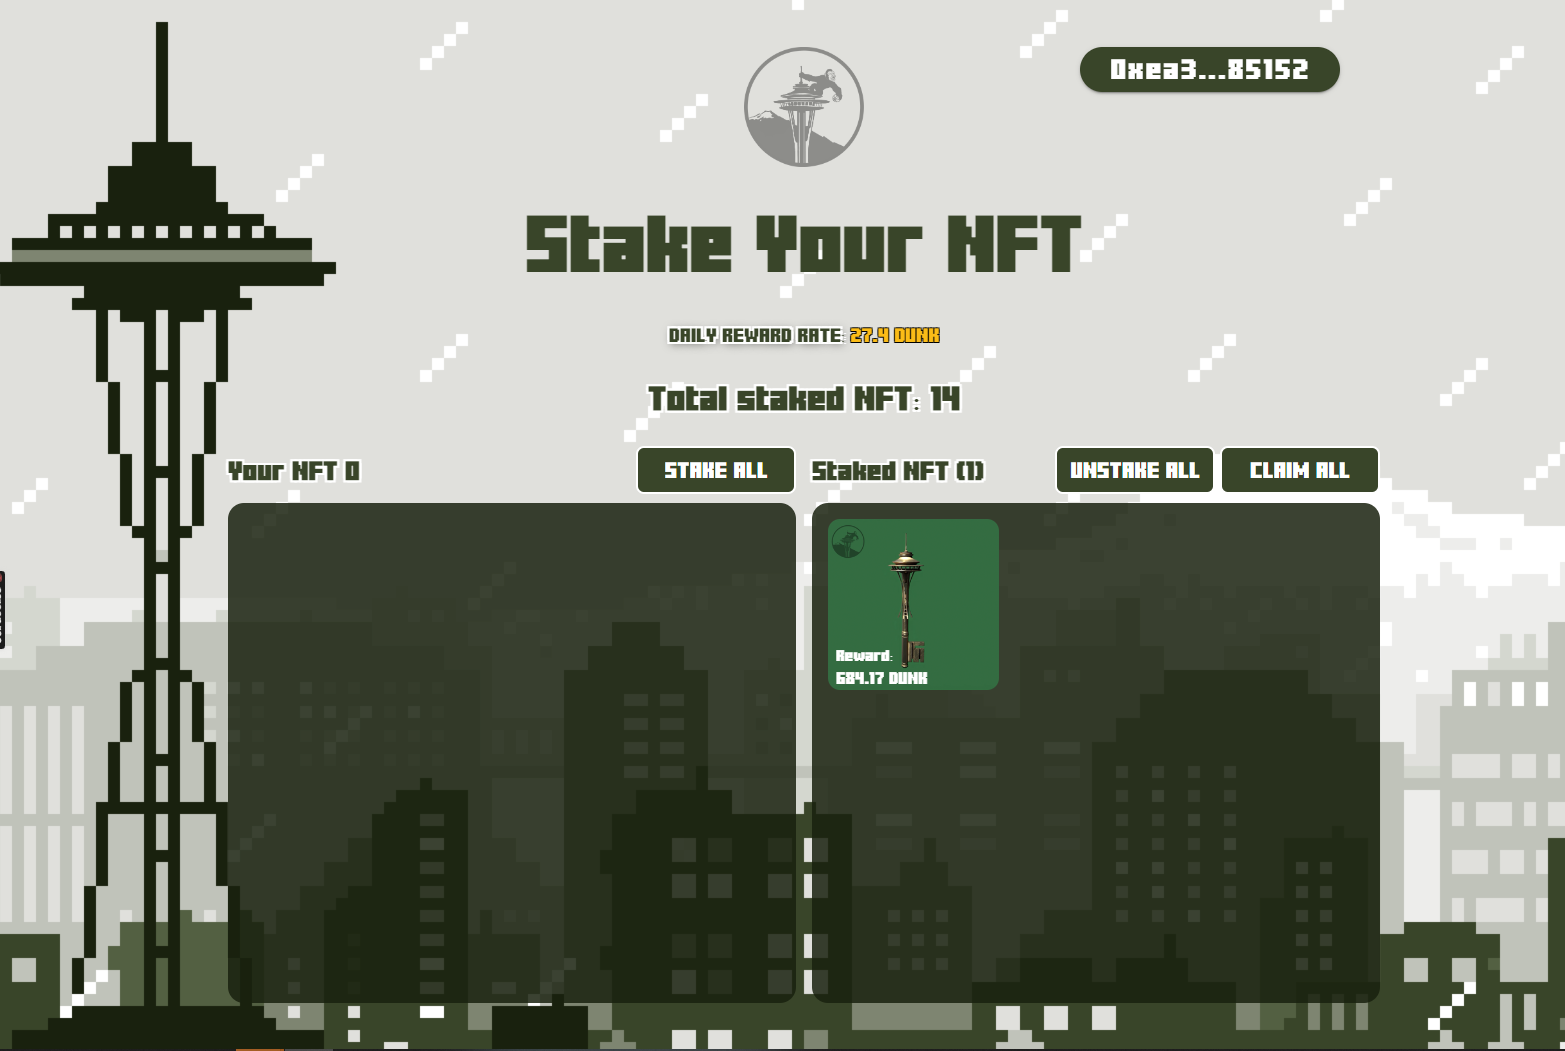 0xea3...85152
Stake Your NFT
DAILY REWARD RATE: 27.4 DUNK
Total staked NFT: 14
Your NFT 0
STAKE ALL
Staked NFT (1)
UNSTAKE ALL
CLAIM ALL
Reward:
684.17 DUNK